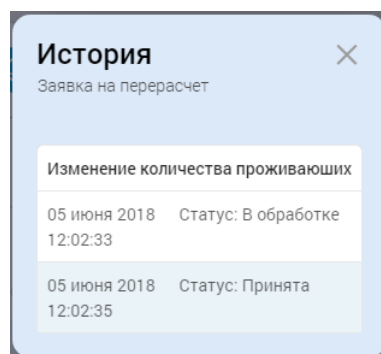 История
Заявка на перерасчет
Изменение количества проживаюших
05 июня 2018 Статус: В обработке
12:02:33
05 июня 2018 Статус: Принята
12:02:35